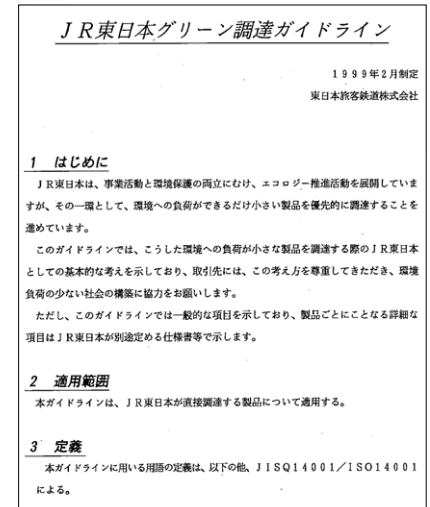 JR東日本グリーン調達ガイドライン
1999年2月制定
東日本旅客鉄道株式会社
1 はじめに
JR東日本は、事業活動と環境保護の両立にむけ、エコロジー推進活動を展開していま
すが、その一環として、環境への負荷ができるだけ小さい製品を優先的に調達することを
進めています。
このガイドラインでは、こうした環境への負荷が小さな製品を調達する際のJR東日本
としての基本的な考えを示しており、取引先には、この考え方を尊重してきただき、環境
負荷の少ない社会の構築に協力をお願いします。
ただし、このガイドラインでは一般的な項目を示しており、製品ごとにことなる詳細な
項目はJR東日本が別途定める仕様書等で示します。
2 適用範囲
本ガイドラインは、JR東日本が直接調達する製品について適用する。
3 定義
本ガイドラインに用いる用語の定義は、以下の他、JISQ14001／ISO14001
による。